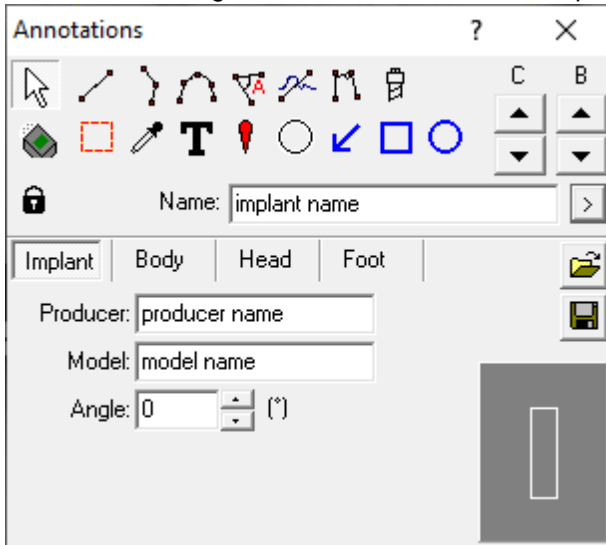 Annotations ? ×
C B
A
T
Name: implant name >
Implant Body Head Foot
Producer: producer name
Model: model name
Angle: 0 (°)